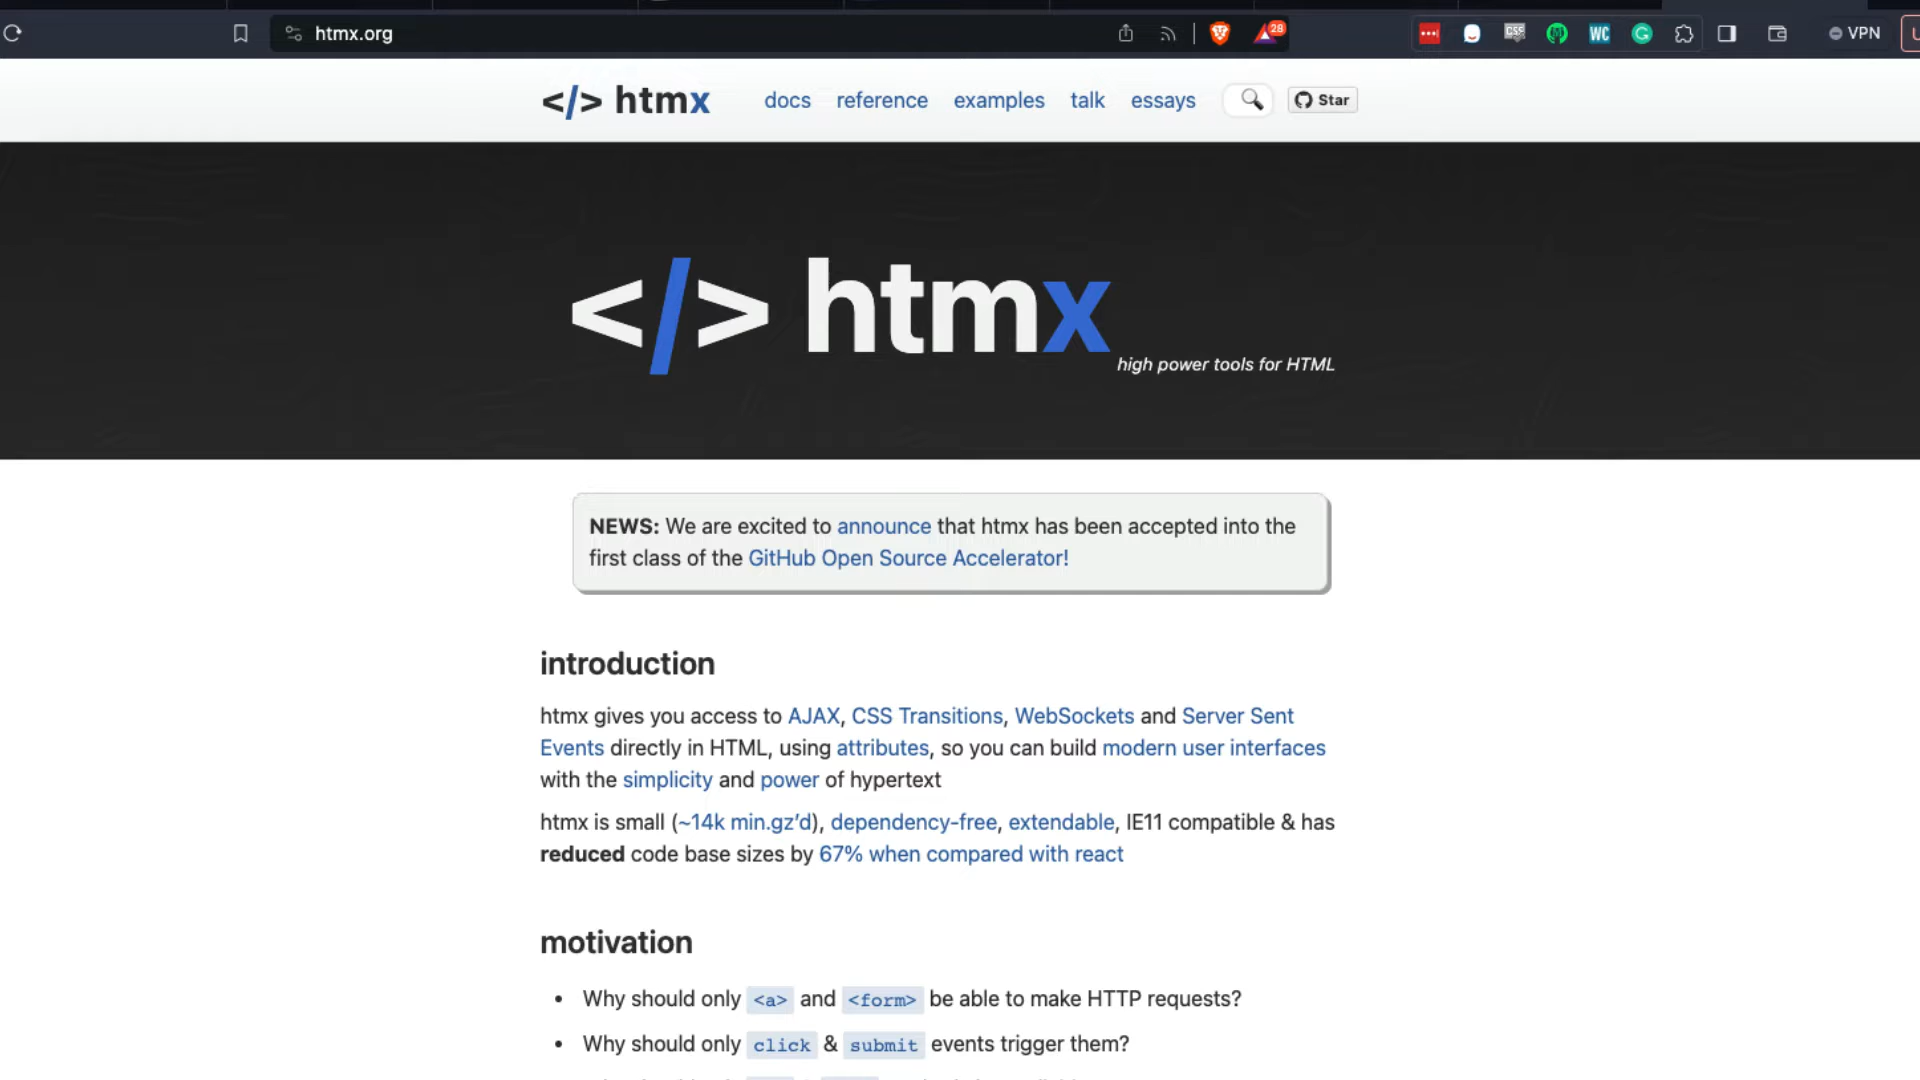 htmx.org
28
CSS
WC
VPN
</> htmx
docs reference examples talk essays
Star
</> htmx
high power tools for HTML
NEWS: We are excited to announce that htmx has been accepted into the
first class of the GitHub Open Source Accelerator!
introduction
htmx gives you access to AJAX, CSS Transitions, WebSockets and Server Sent
Events directly in HTML, using attributes, so you can build modern user interfaces
with the simplicity and power of hypertext
htmx is small (~14k min.gz’d), dependency-free, extendable, IE11 compatible & has
reduced code base sizes by 67% when compared with react
motivation
• Why should only <a> and <form> be able to make HTTP requests?
• Why should only click & submit events trigger them?